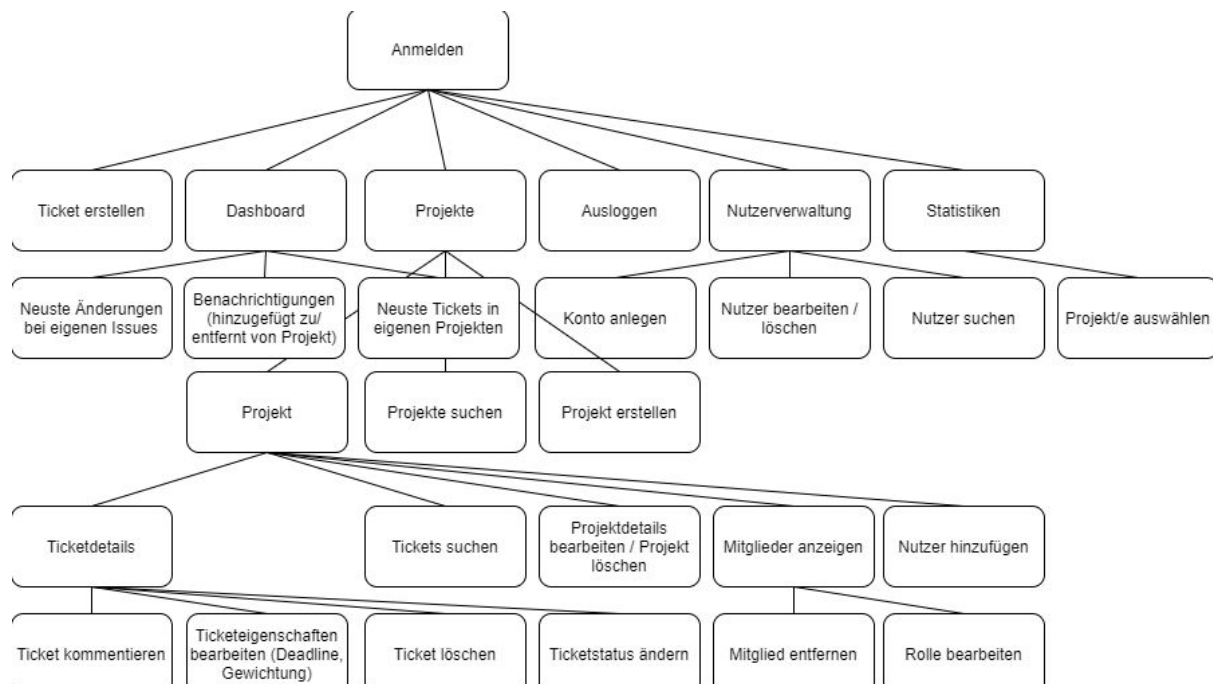 Anmelden
Ticket erstellen
Dashboard
Projekte
Ausloggen
Nutzerverwaltung
Statistiken
Neuste Änderungen
bei eigenen Issues
Benachrichtigungen
(hinzugefügt zu/
entfernt von Projekt)
Neuste Tickets in
eigenen Projekten
Konto anlegen
Nutzer bearbeiten /
löschen
Nutzer suchen
Projekt/e auswählen
Projekt
Projekte suchen
Projekt erstellen
Ticketdetails
Tickets suchen
Projektdetails
bearbeiten / Projekt
löschen
Mitglieder anzeigen
Nutzer hinzufügen
Ticket kommentieren
Ticketeigenschaften
bearbeiten (Deadline,
Gewichtung)
Ticket löschen
Ticketstatus ändern
Mitglied entfernen
Rolle bearbeiten